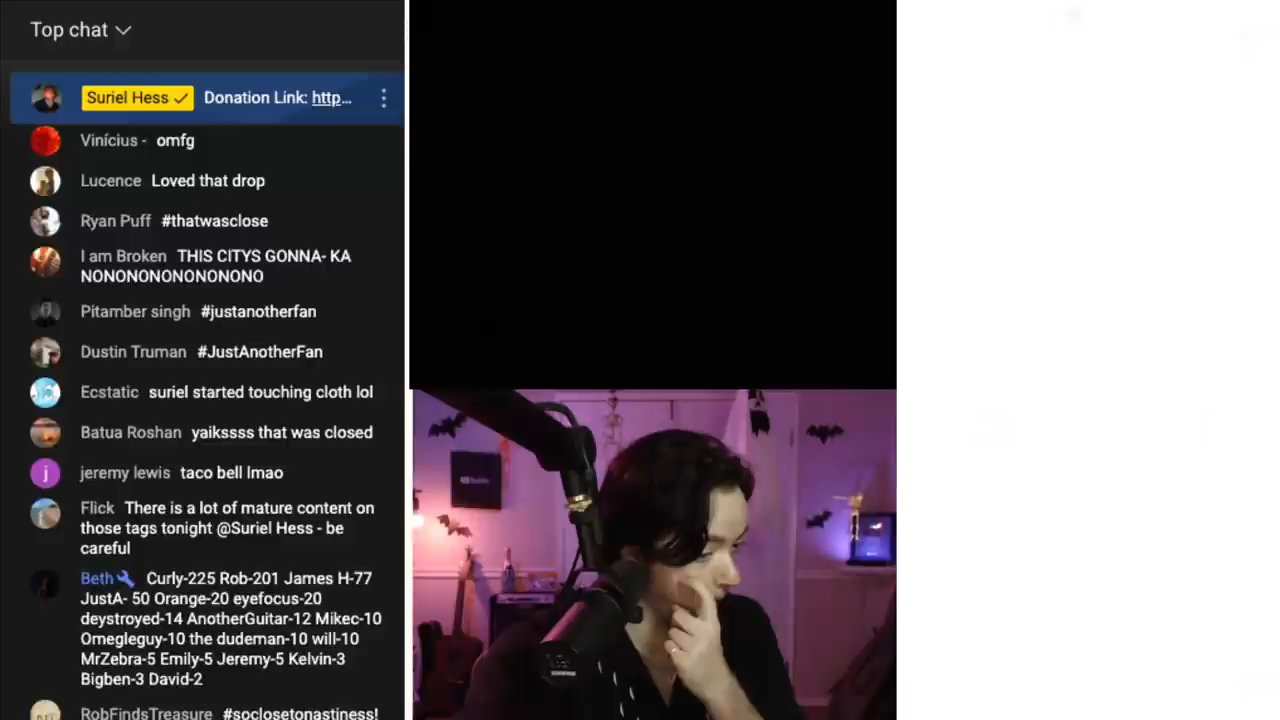 Top chat
Suriel Hess Donation Link: http...
Vinícius - omfg
Lucence Loved that drop
Ryan Puff #thatwasclose
I am Broken THIS CITYS GONNA- KA
NONONONONONONONO
Pitamber singh #justanotherfan
Dustin Truman #JustAnotherFan
Ecstatic suriel started touching cloth lol
Batua Roshan yaikssss that was closed
j
jeremy lewis taco bell lmao
Flick There is a lot of mature content on
those tags tonight @Suriel Hess - be
careful
Beth Curly-225 Rob-201 James H-77
JustA- 50 Orange-20 eyefocus-20
deystroyed-14 AnotherGuitar-12 Mikec-10
Omegleguy-10 the dudeman-10 will-10
MrZebra-5 Emily-5 Jeremy-5 Kelvin-3
Bigben-3 David-2
RobFindsTreasure #soclosetonastiness!